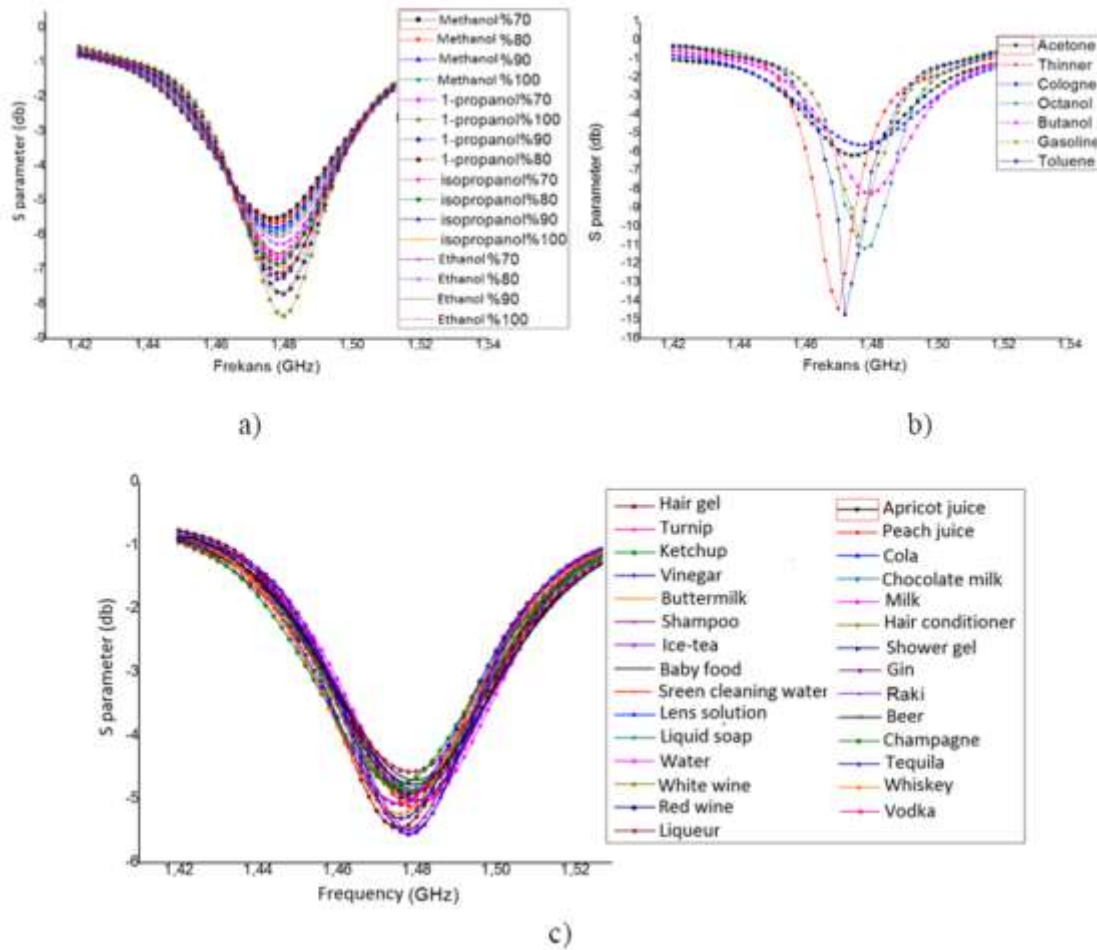 0
-1
-2
-3
-4
-5
-6
-7
-8
-9
S parameter (db)
1,42 1,44 1,46 1,48 1,50 1,52 1,54
Frekans (GHz)
Methanol %70
Methanol %80
Methanol %90
Methanol %100
1-propanol%70
1-propanol%100
1-propanol%90
1-propanol%80
isopropanol%70
isopropanol%80
isopropanol%90
isopropanol%100
Ethanol %70
Ethanol %80
Ethanol %90
Ethanol %100
a)
0
-1
-2
-3
-4
-5
-6
-7
-8
-9
-10
-11
-12
-13
-14
-15
-16
S parameter (db)
1,42 1,44 1,46 1,48 1,50 1,52 1,54
Frekans (GHz)
Acetone
Thinner
Cologne
Octanol
Butanol
Gasoline
Toluene
b)
0
-1
-2
-3
-4
-5
-6
S parameter (db)
1,42 1,44 1,46 1,48 1,50 1,52
Frequency (GHz)
Hair gel
Turnip
Ketchup
Vinegar
Buttermilk
Shampoo
Ice-tea
Baby food
Sreen cleaning water
Lens solution
Liquid soap
Water
White wine
Red wine
Liqueur
Apricot juice
Peach juice
Cola
Chocolate milk
Milk
Hair conditioner
Shower gel
Gin
Raki
Beer
Champagne
Tequila
Whiskey
Vodka
c)